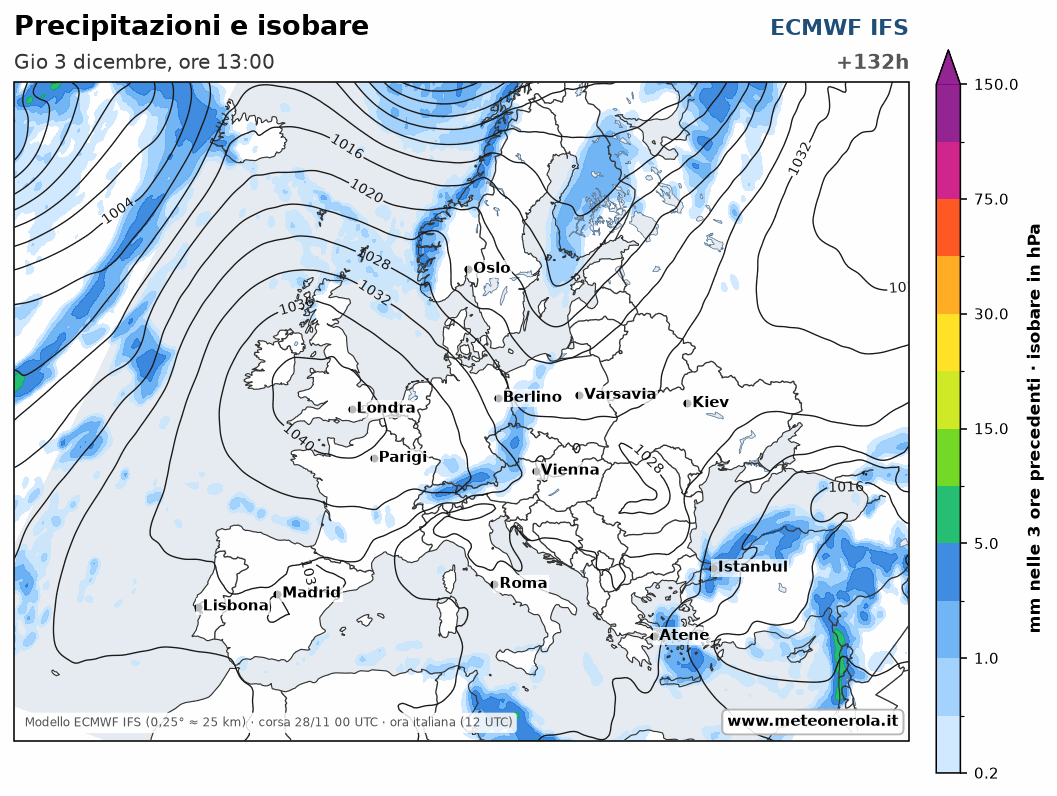 Precipitazioni e isobare
ECMWF IFS
Gio 3 dicembre, ore 13:00
+132h
150.0
75.0
30.0
15.0
5.0
1.0
0.2
mm nelle 3 ore precedenti · isobare in hPa
1016
1032
1020
1004
1028
Oslo
1032
10
1036
Berlino
Varsavia
Kiev
Londra
1040
Parigi
0
1028
Vienna
1016
Istanbul
103
Roma
Madrid
Lisbona
Atene
Modello ECMWF IFS (0,25° ≈ 25 km) · corsa 28/11 00 UTC · ora italiana (12 UTC)
www.meteonerola.it